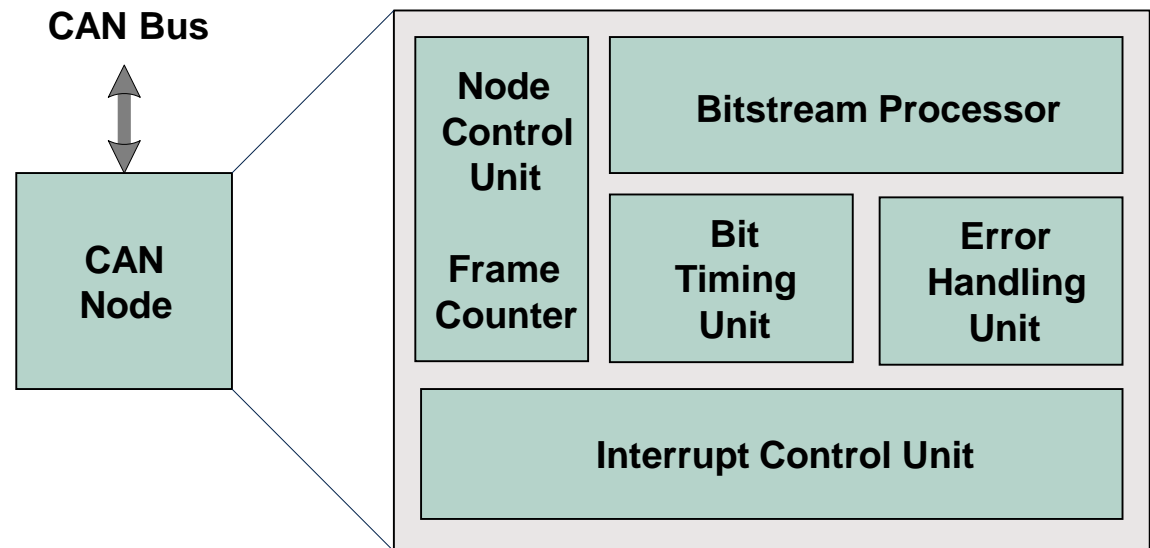 CAN Bus
CAN
Node
Node
Control
Unit
Frame
Counter
Bitstream Processor
Bit
Timing
Unit
Error
Handling
Unit
Interrupt Control Unit